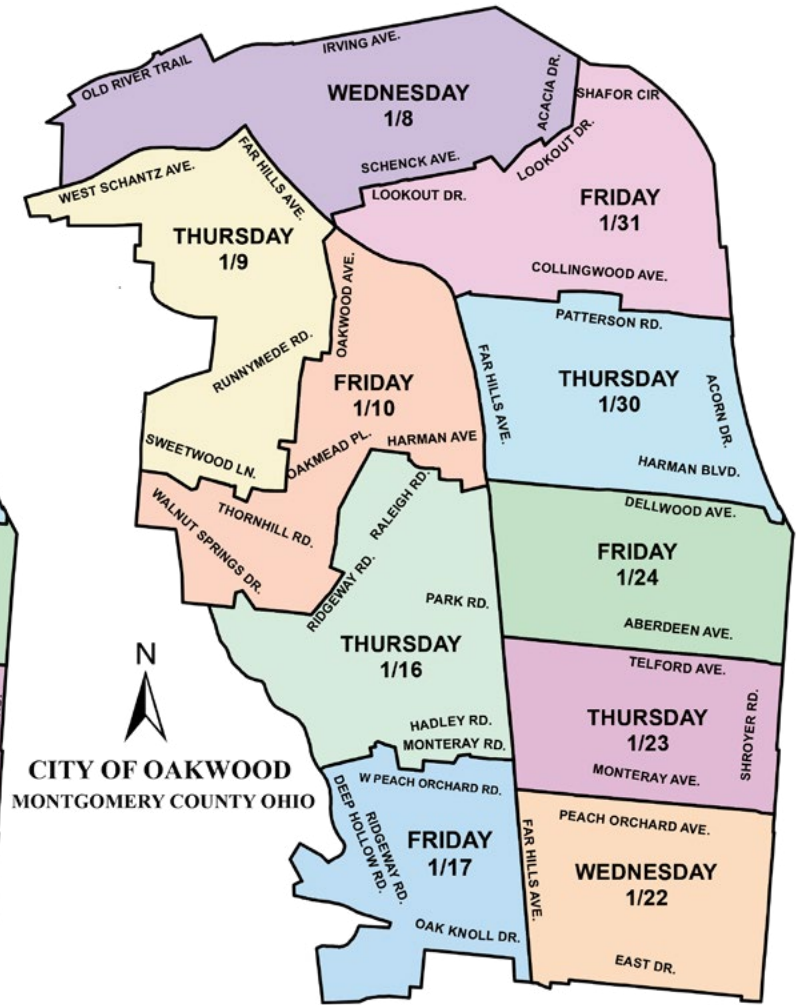 OLD RIVER TRAIL
IRVING AVE.
WEDNESDAY
1/8
ACACIA DR.
SCHENCK AVE.
SHAFOR CIR
LOOKOUT DR.
LOOKOUT DR.
FRIDAY
1/31
COLLINGWOOD AVE.
WEST SCHANTZ AVE.
FAR HILLS AVE.
THURSDAY
1/9
RUNNYMEDE RD.
SWEETWOOD LN.
OAKWOOD AVE.
FRIDAY
1/10
OAKMEAD PL.
HARMAN AVE
THORNHILL RD.
WALNUT SPRINGS DR.
PATTERSON RD.
THURSDAY
1/30
FAR HILLS AVE.
ACORN DR.
HARMAN BLVD.
DELLWOOD AVE.
FRIDAY
1/24
ABERDEEN AVE.
RALEIGH RD.
RIDGEWAY RD.
PARK RD.
THURSDAY
1/16
HADLEY RD.
MONTERAY RD.
TELFORD AVE.
THURSDAY
1/23
SHROYER RD.
MONTERAY AVE.
N
CITY OF OAKWOOD
MONTGOMERY COUNTY OHIO
W PEACH ORCHARD RD.
DEEP HOLLOW RD.
RIDGEWAY RD.
FRIDAY
1/17
OAK KNOLL DR.
FAR HILLS AVE.
PEACH ORCHARD AVE.
WEDNESDAY
1/22
EAST DR.